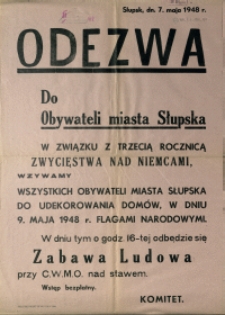 Słupsk, dn. 7. maja 1948 r.
ODEZWA
Do
Obywateli miasta Słupska
W ZWIĄZKU Z TRZECIĄ ROCZNICĄ
ZWYCIĘSTWA NAD NIEMCAMI,
WZYWAMY
WSZYSTKICH OBYWATELI MIASTA SŁUPSKA
DO UDEKOROWANIA DOMÓW, W DNIU
9. MAJA 1948 r. FLAGAMI NARODOWYMI.
W dniu tym o godz. 16-tej odbędzie się
Zabawa Ludowa
przy C.W.M.O. nad stawem.
Wstęp bezpłatny.
KOMITET.